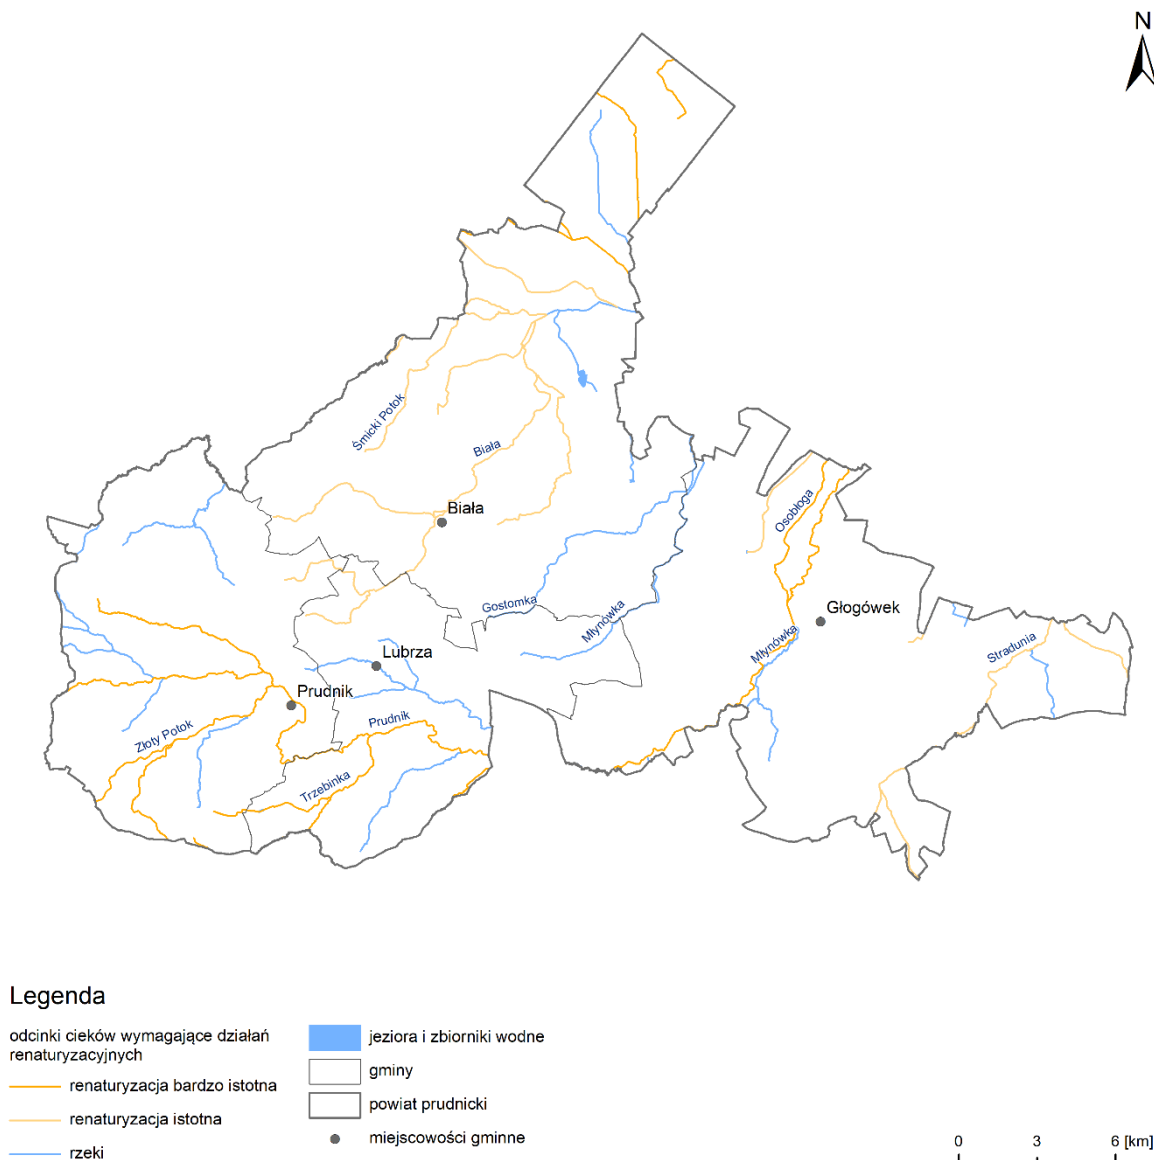 N
Śmicki Potok
Biała
Biała
Osobłoga
Gostomka
Młynówka
Głogówek
Młynówka
Stradunia
Lubrza
Prudnik
Prudnik
Złoty Potok
Trzebinka
Legenda
odcinki cieków wymagające działań
renaturyzacyjnych
renaturyzacja bardzo istotna
renaturyzacja istotna
rzeki
jeziora i zbiorniki wodne
gminy
powiat prudnicki
miejscowości gminne
0 3 6 [km]